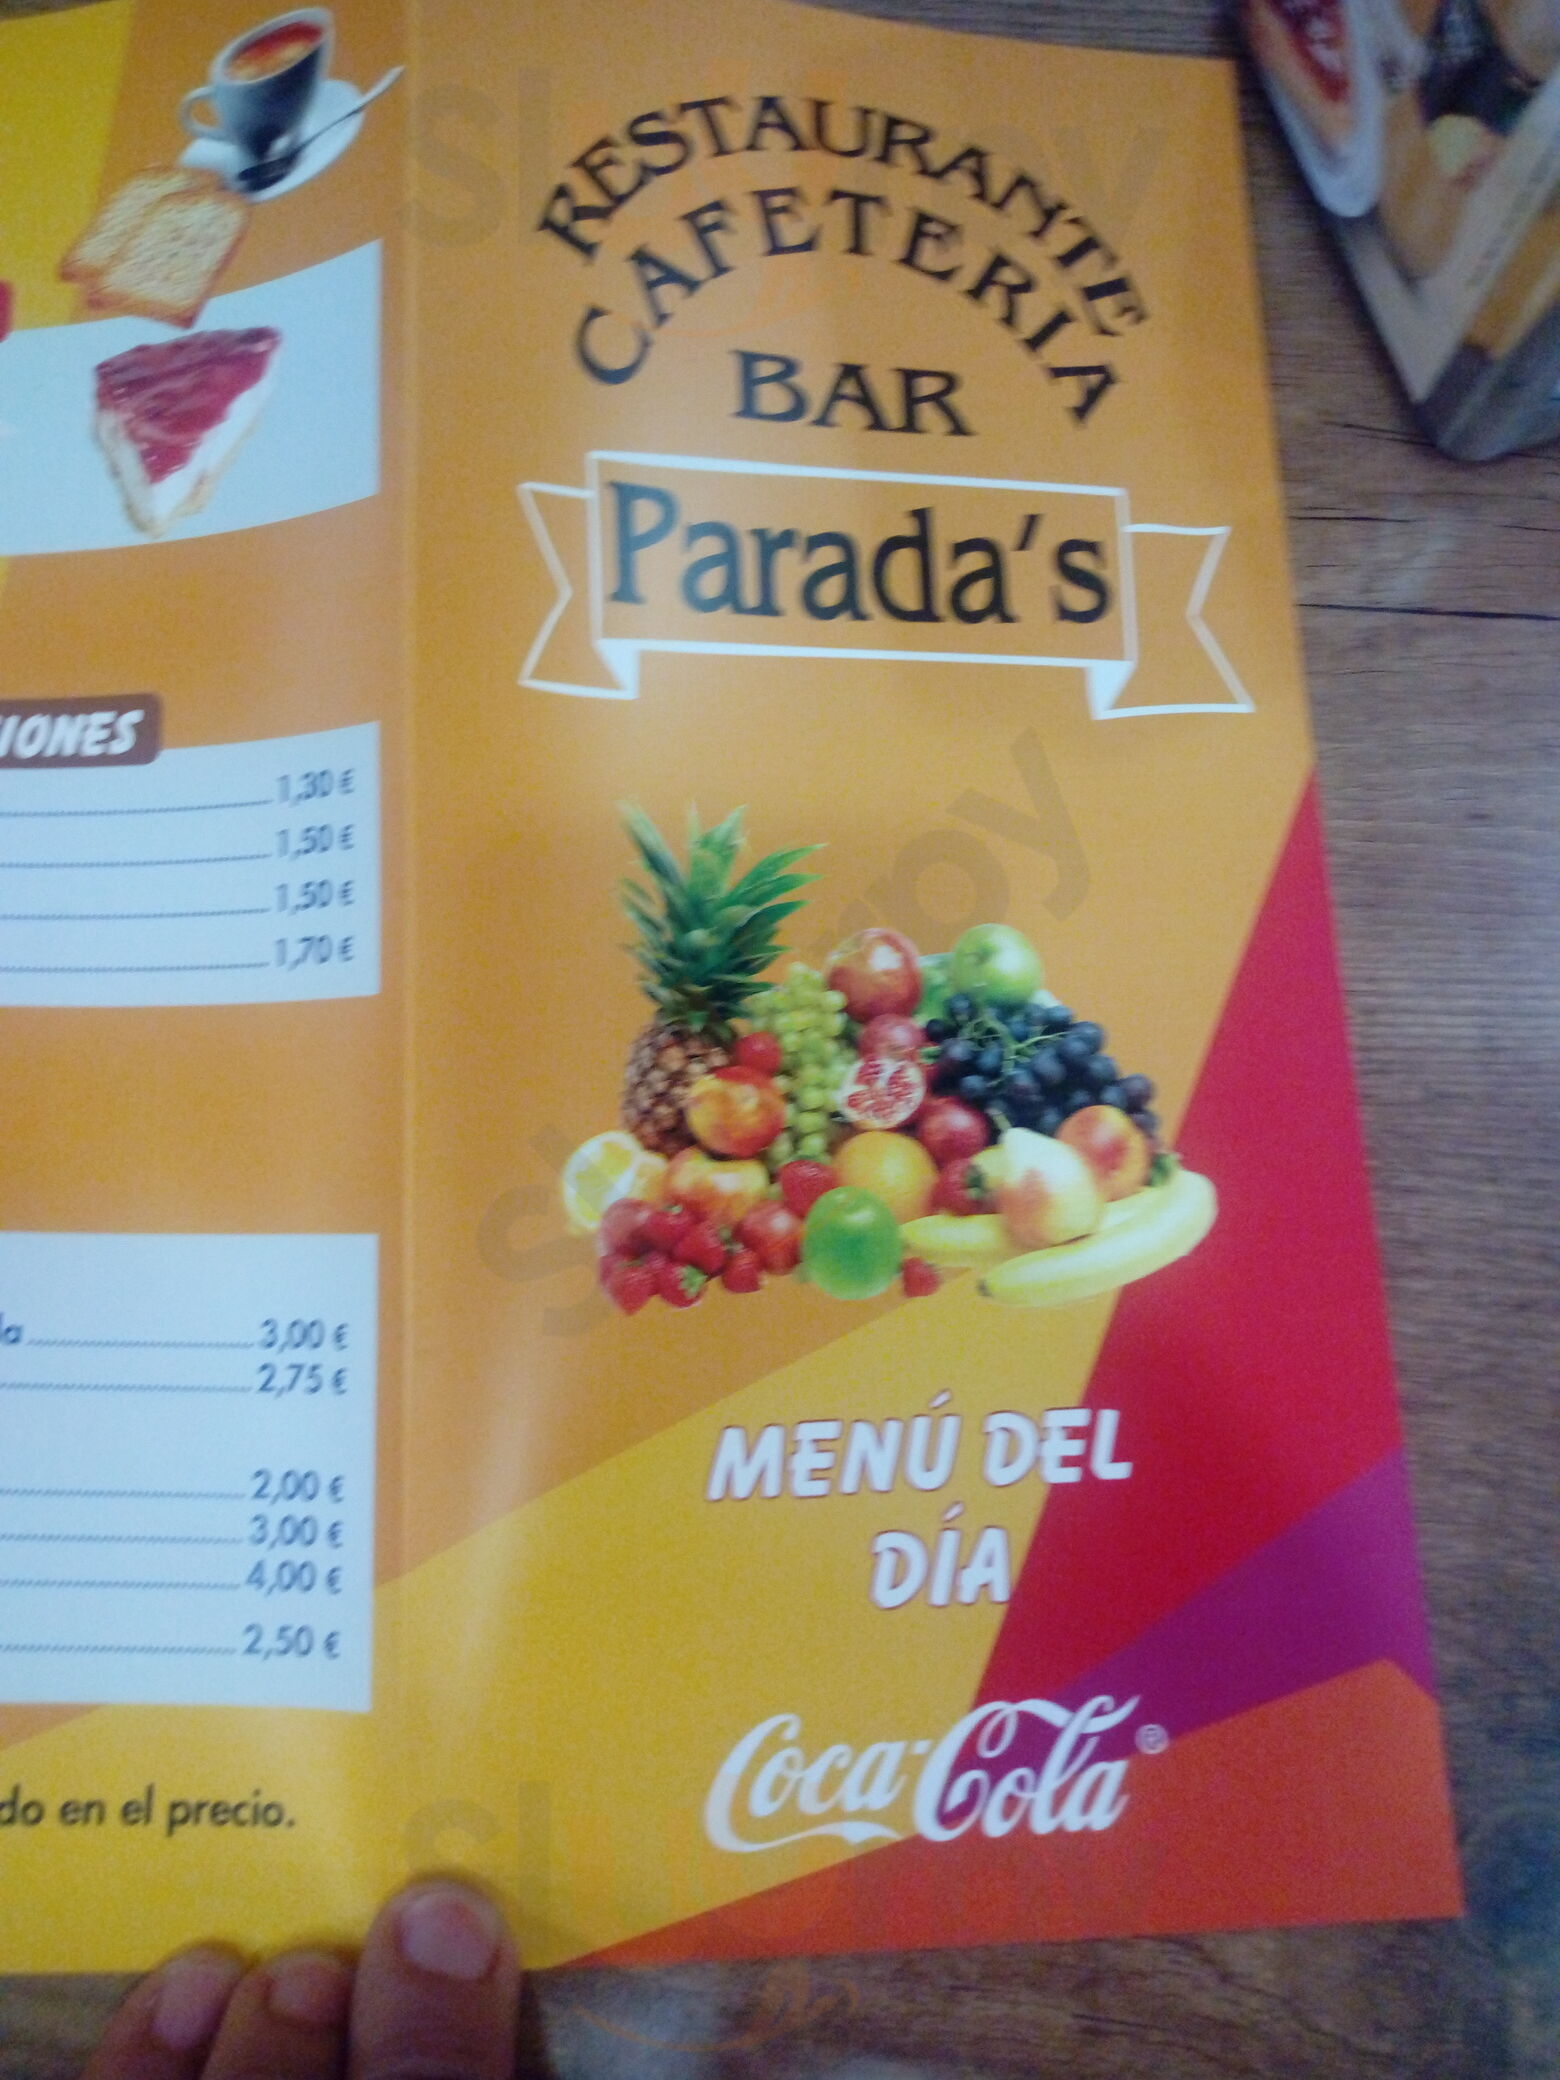 IONES
1,30 €
1,50 €
1,50 €
1,70 €
la 3,00 €
2,75 €
2,00 €
3,00 €
4,00 €
2,50 €
do en el precio.
RESTAURANTE
CAFETERIA
BAR
Parada's
MENÚ DEL
DÍA
Coca-Cola®
Sluurpy